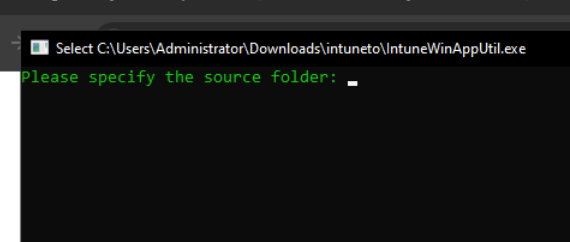 Select C:\Users\Administrator\Downloads\intuneto\IntuneWinAppUtil.exe
Please specify the source folder: